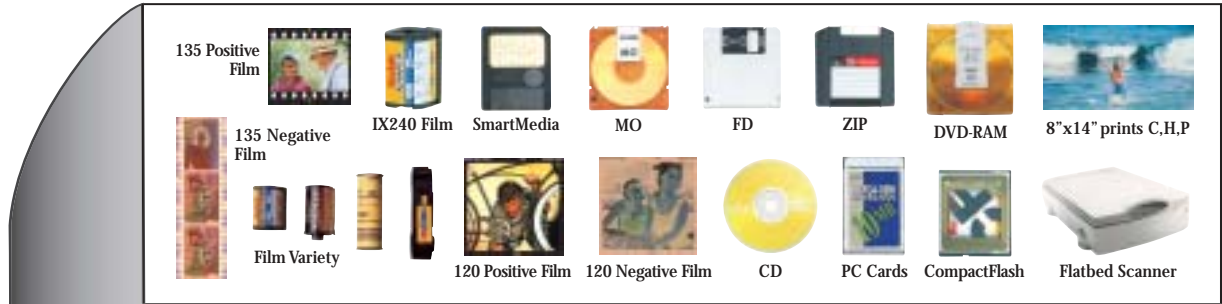 135 Positive
Film
IX240 Film
SmartMedia
MO
FD
ZIP
DVD-RAM
8”x14” prints C,H,P
135 Negative
Film
Film Variety
120 Positive Film
120 Negative Film
CD
PC Cards
CompactFlash
Flatbed Scanner